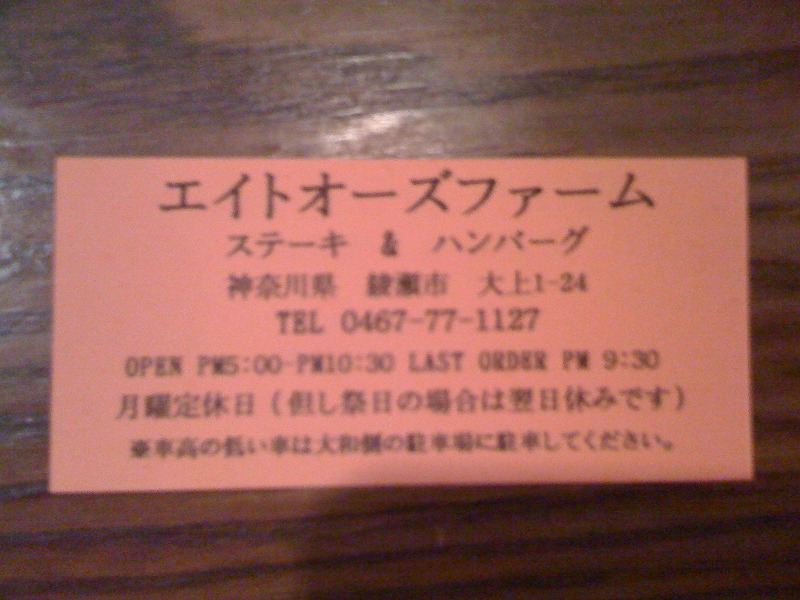 エイトオーズファーム
ステーキ & ハンバーグ
神奈川県 綾瀬市 大上1-24
TEL 0467-77-1127
OPEN PM5:00-PM10:30 LAST ORDER PM 9:30
月曜定休日(但し祭日の場合は翌日休みです)
※車高の低い車は大和側の駐車場に駐車してください。